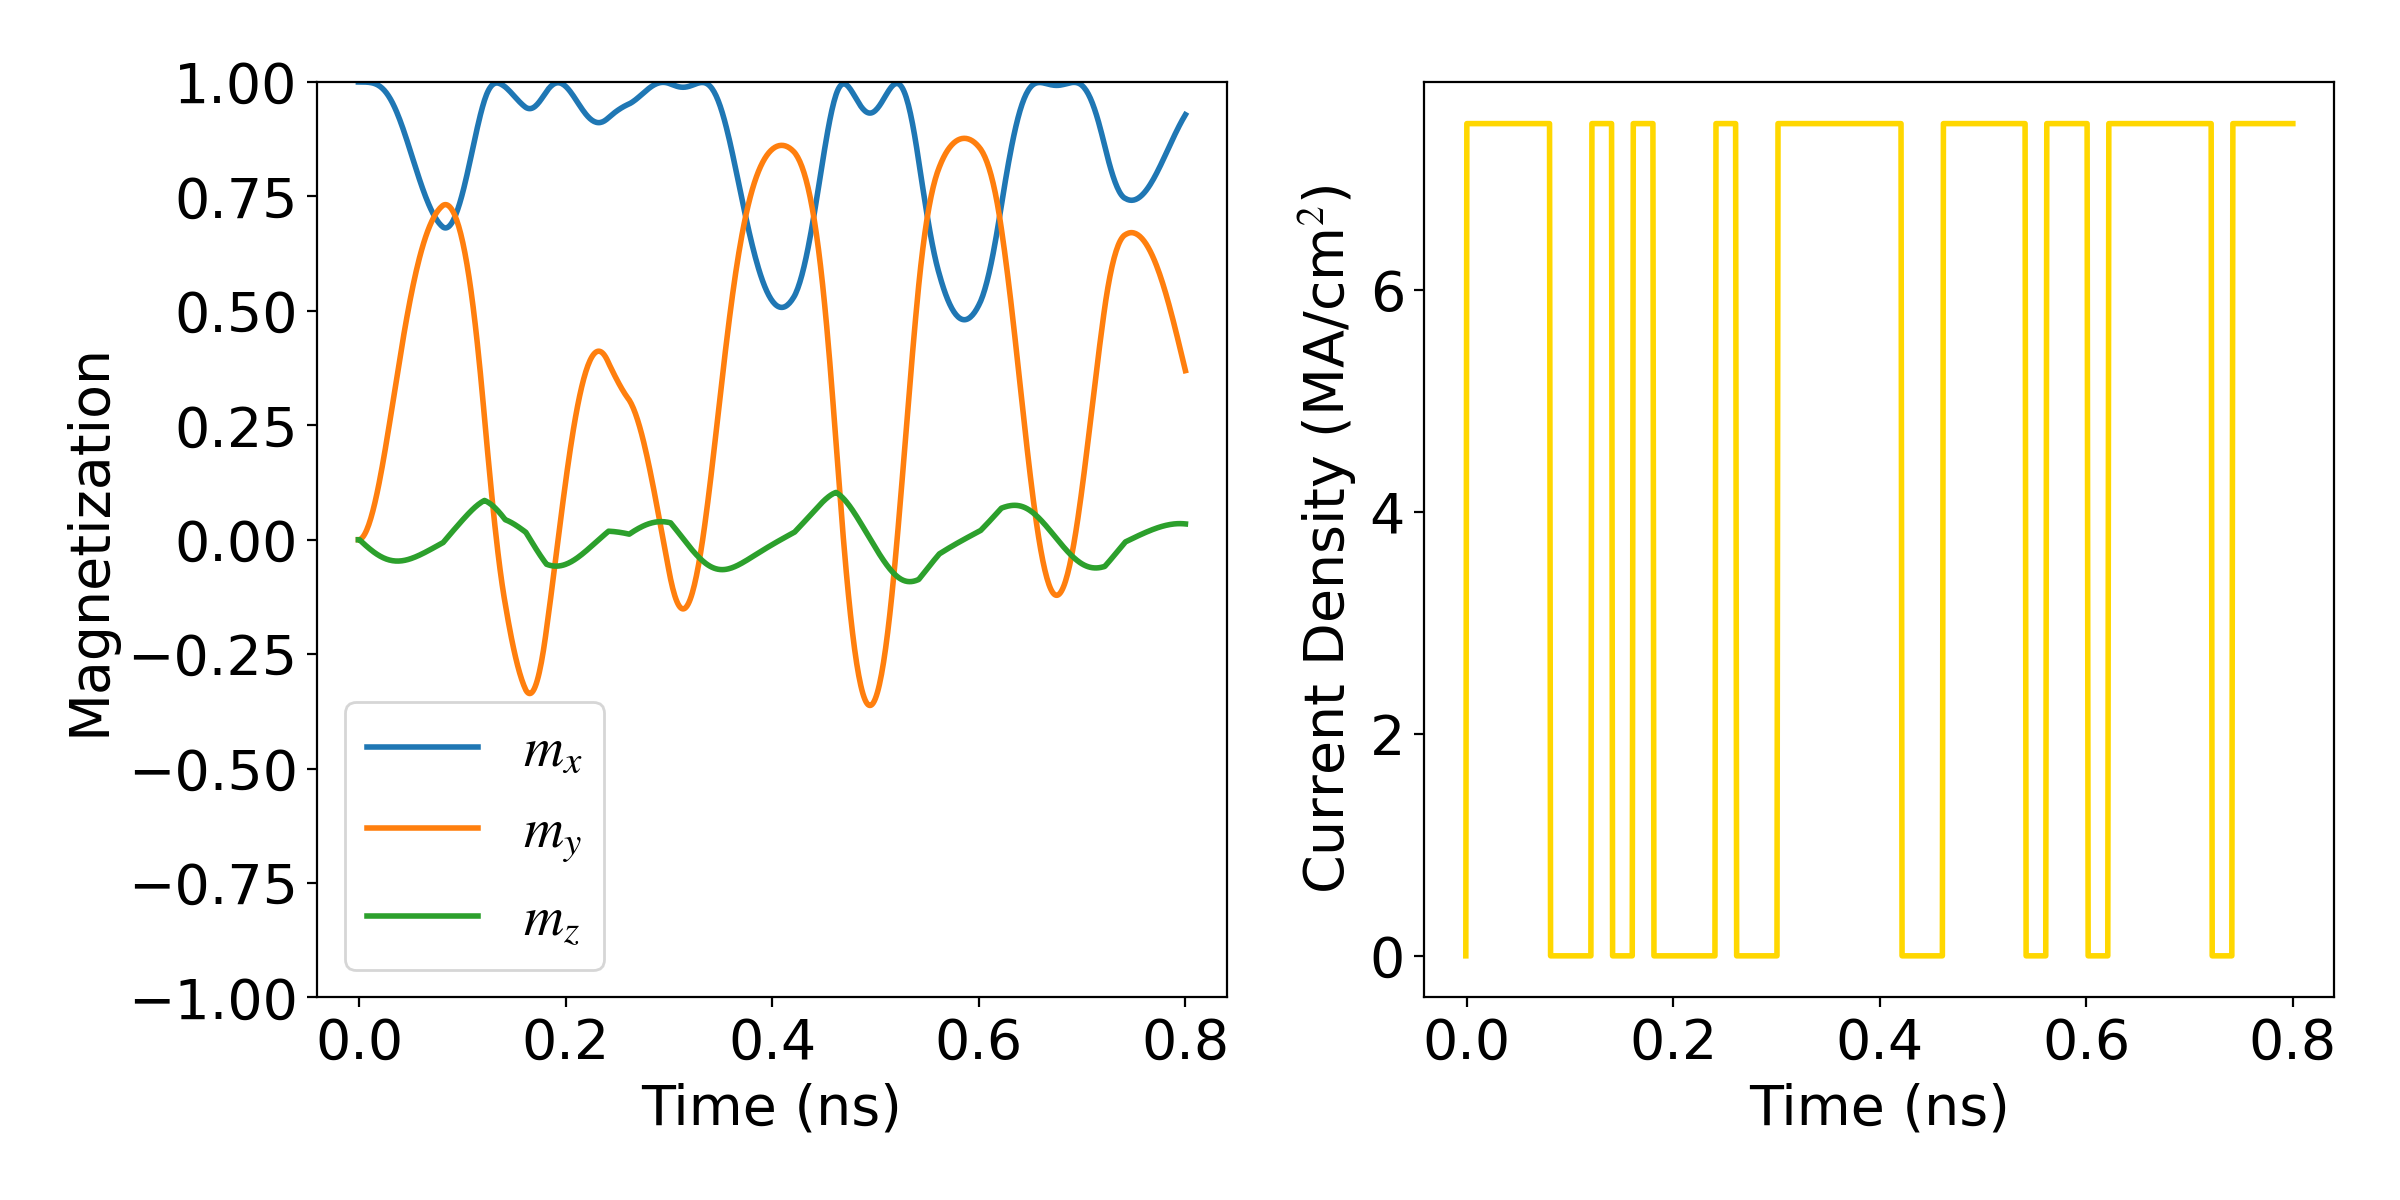 Magnetization
1.00
0.75
0.50
0.25
0.00
−0.25
−0.50
−0.75
−1.00
m_x
m_y
m_z
0.0 0.2 0.4 0.6 0.8
Time (ns)
Current Density (MA/cm²)
6
4
2
0
0.0 0.2 0.4 0.6 0.8
Time (ns)